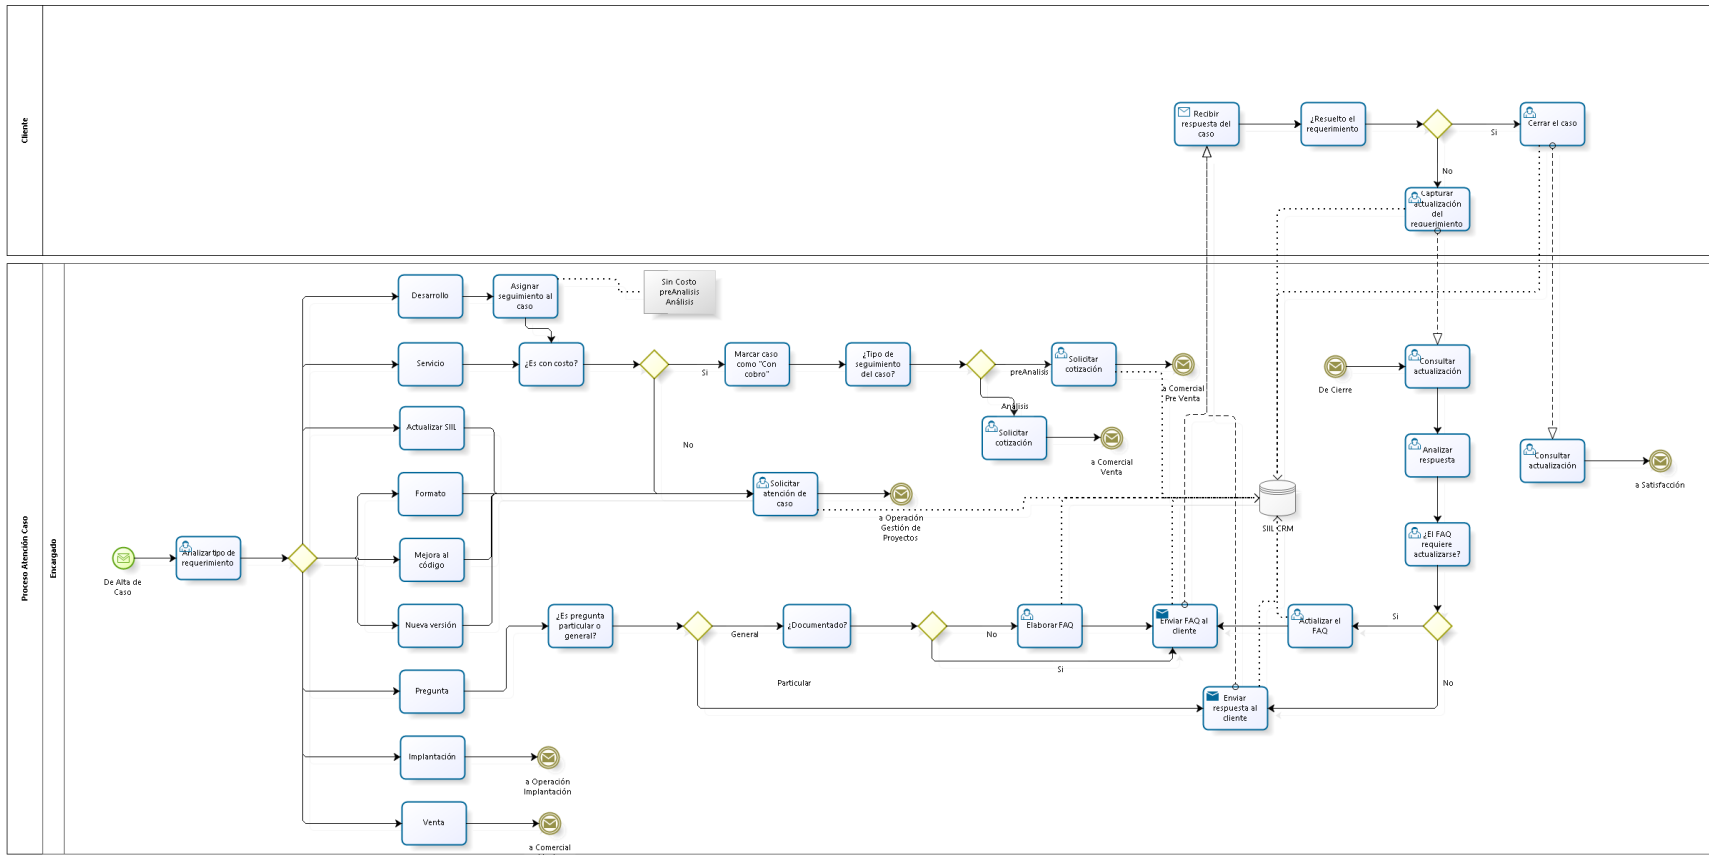 Cliente
Recibir
respuesta del
caso
¿Resuelto el
requerimiento
Si
Cerrar el caso
No
Capturar
actualización
del
requerimiento
Proceso Atención Caso
Encargado
Desarrollo
Asignar
seguimiento al
caso
Sin Costo
preAnalisis
Análisis
Servicio
¿Es con costo?
Si
Marcar caso
como "Con
cobro"
¿Tipo de
seguimiento
del caso?
preAnalisis
Solicitar
cotización
a Comercial
Pre Venta
De Cierre
Consultar
actualización
Análisis
Solicitar
cotización
a Comercial
Venta
Actualizar SIIL
No
Analizar
respuesta
Consultar
actualización
a Satisfacción
Formato
Solicitar
atención de
caso
a Operación
Gestión de
Proyectos
SIIL CRM
De Alta de
Caso
Analizar tipo de
requerimiento
Mejora al
código
¿El FAQ
requiere
actualizarse?
Nueva versión
¿Es pregunta
particular o
general?
General
¿Documentado?
No
Elaborar FAQ
Enviar FAQ al
cliente
Actializar el
FAQ
Si
Si
Particular
No
Pregunta
Enviar
respuesta al
cliente
Implantación
a Operación
Implantación
Venta
a Comercial